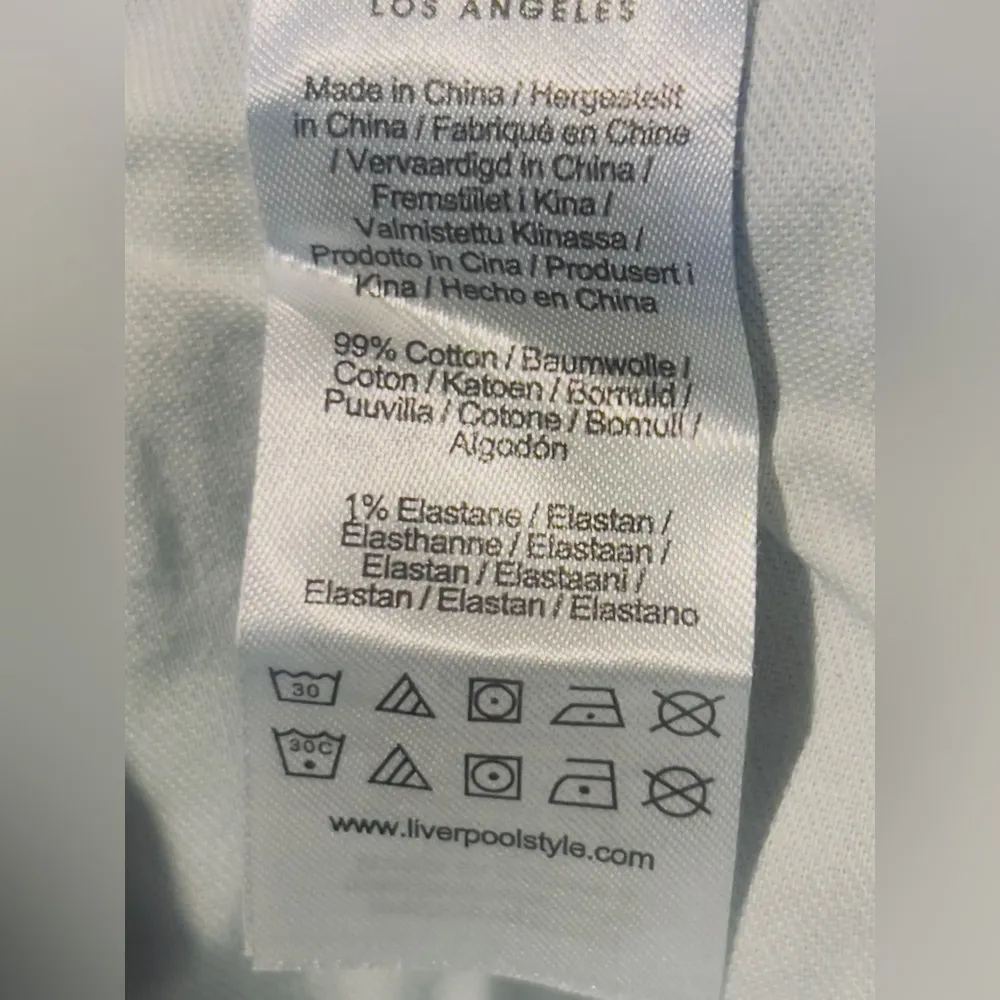 LOS ANGELES
Made in China / Hergestellt
in China / Fabriqué en Chine
/ Vervaardigd in China /
Fremstillet i Kina /
Valmistettu Kiinassa /
Prodotto in Cina / Produsert i
Kina / Hecho en China
99% Cotton / Baumwolle /
Coton / Katoen / Bomuld /
Puuvilla / Cotone / Bomull /
Algodón
1% Elastane / Elastan /
Élasthanne / Elastaan /
Elastan / Elastaani /
Elastan / Elastan / Elastano
30
30C
www.liverpoolstyle.com